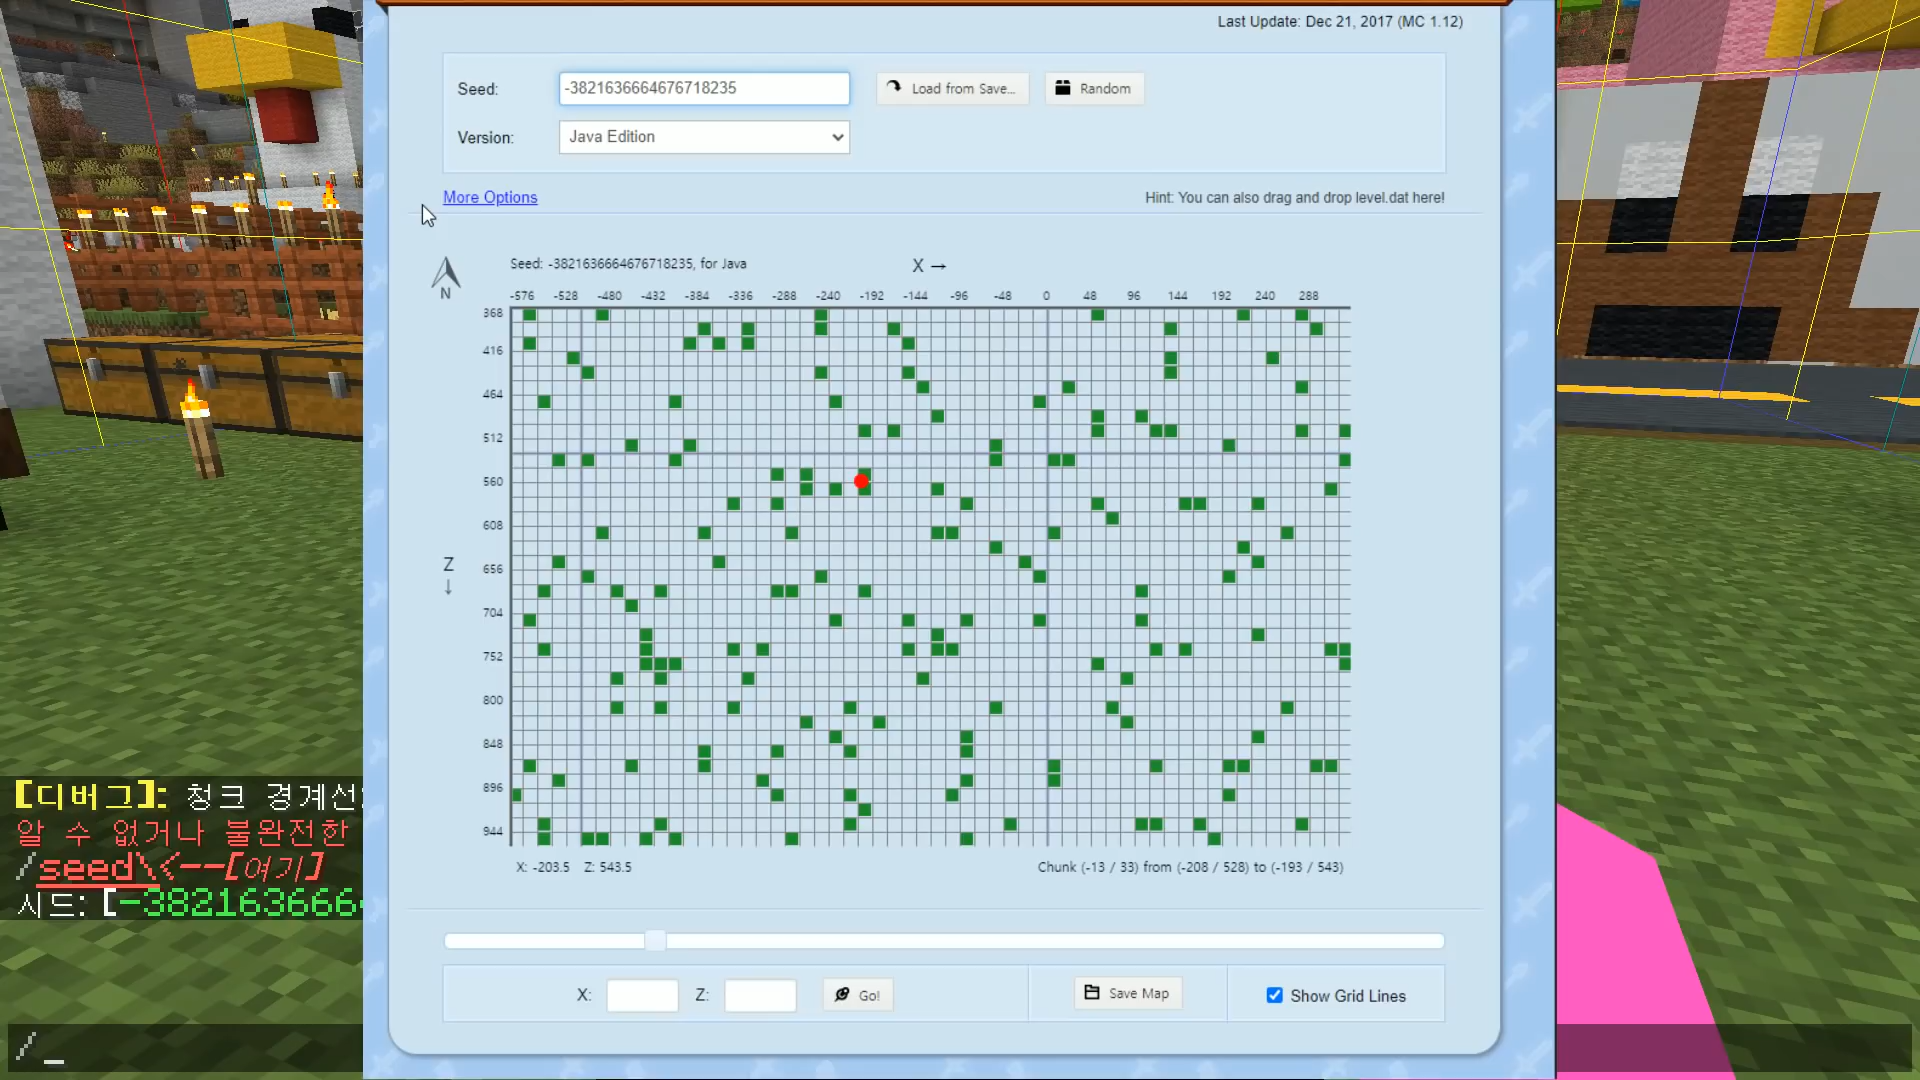 Last Update: Dec 21, 2017 (MC 1.12)
Seed: -3821636664676718235 Load from Save... Random
Version: Java Edition
More Options Hint: You can also drag and drop level.dat here!
Seed: -3821636664676718235, for Java X →
N
-576 -528 -480 -432 -384 -336 -288 -240 -192 -144 -96 -48 0 48 96 144 192 240 288
368
416
464
512
560
608
Z
↓
656
704
752
800
848
896
944
X: -203.5 Z: 543.5 Chunk (-13 / 33) from (-208 / 528) to (-193 / 543)
X: Z: Go! Save Map Show Grid Lines
[디버그]: 청크 경계선
알 수 없거나 불완전한
/seed\<--[여기]
시드: [-382163666
/_